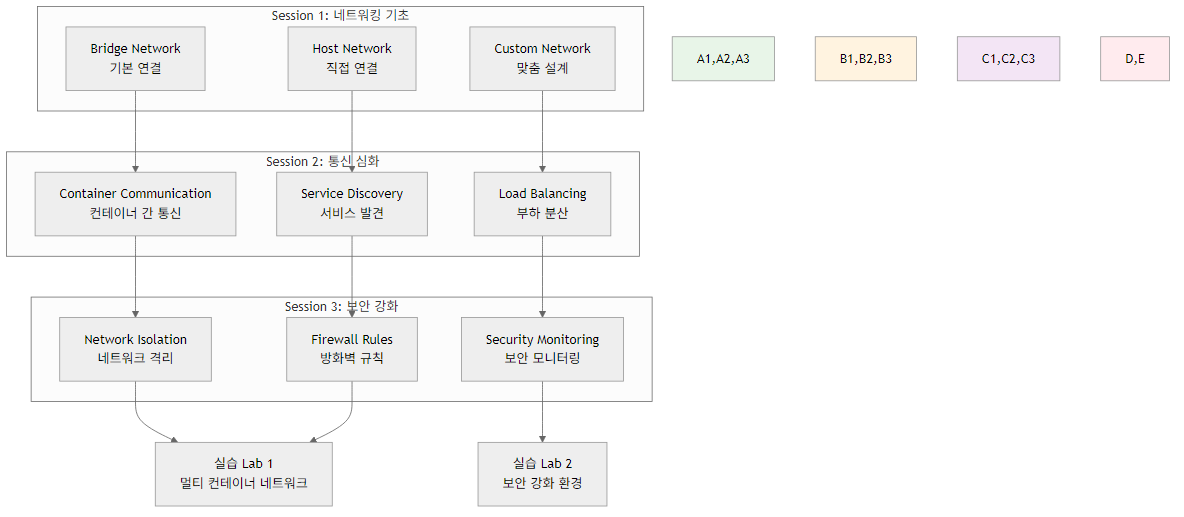 Session 1: 네트워킹 기초
Bridge Network
기본 연결
Host Network
직접 연결
Custom Network
맞춤 설계
A1,A2,A3
B1,B2,B3
C1,C2,C3
D,E
Session 2: 통신 심화
Container Communication
컨테이너 간 통신
Service Discovery
서비스 발견
Load Balancing
부하 분산
Session 3: 보안 강화
Network Isolation
네트워크 격리
Firewall Rules
방화벽 규칙
Security Monitoring
보안 모니터링
실습 Lab 1
멀티 컨테이너 네트워크
실습 Lab 2
보안 강화 환경